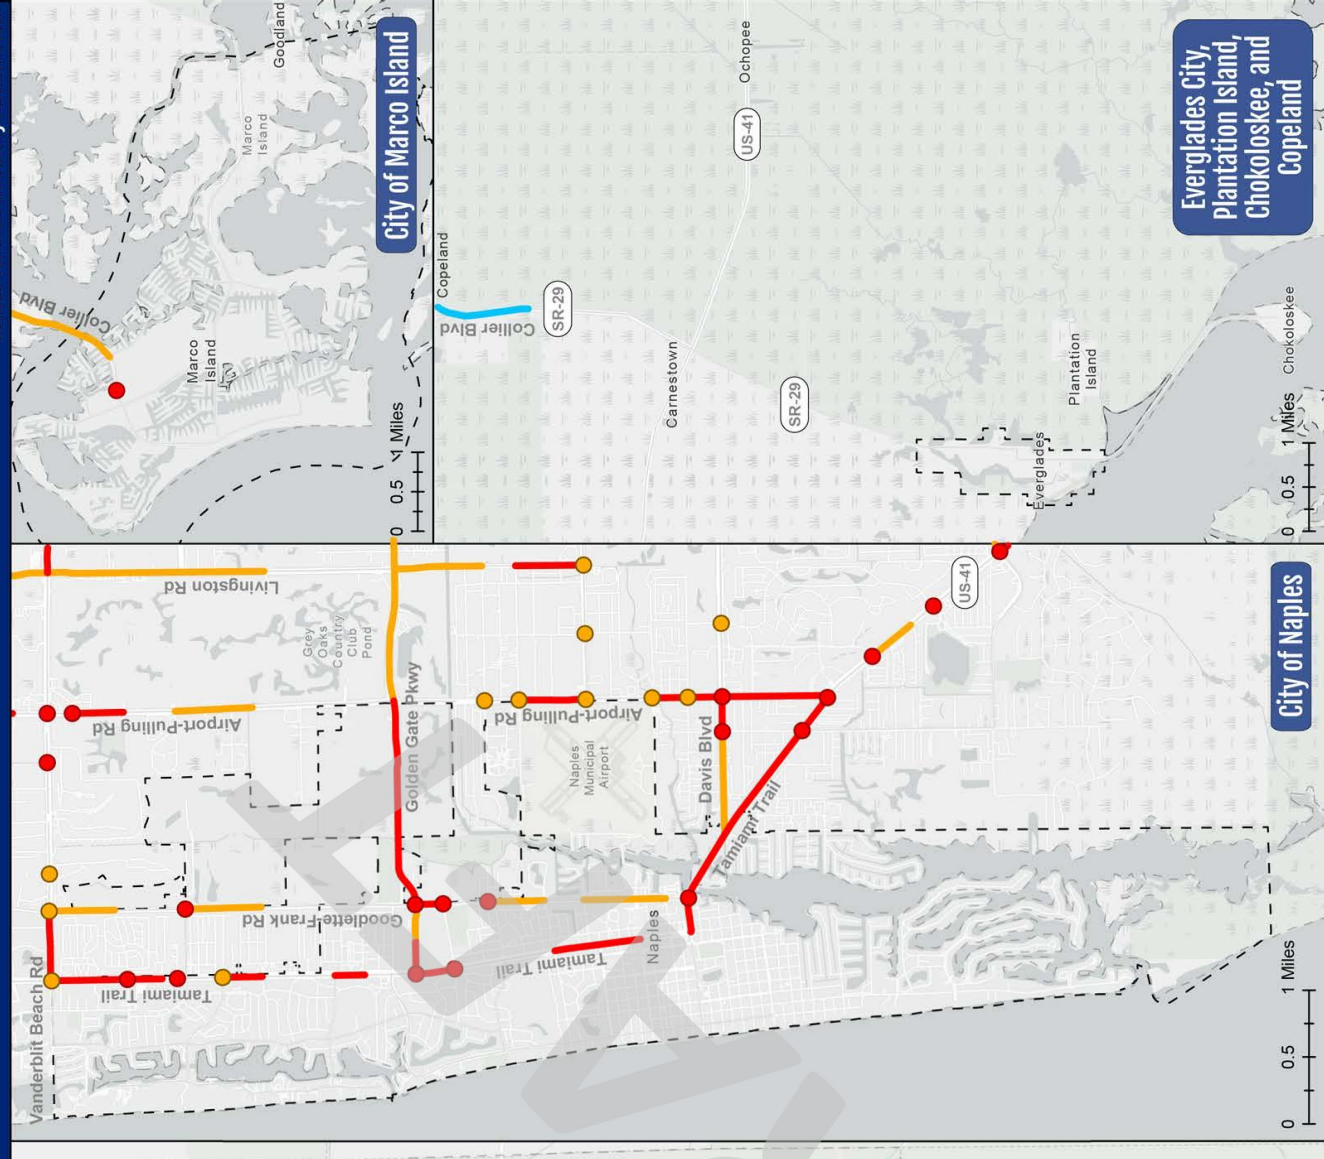 Goodland
Marco
Island
Collier Blvd
Marco
Island
City of Marco Island
0 0.5 1 Miles
Ochopee
US-41
Copeland
Collier Blvd
SR-29
Carnestown
SR-29
Plantation
Island
Everglades
Chokoloskee
0 0.5 1 Miles
Everglades City,
Plantation Island,
Chokoloskee, and
Copeland
Livingston Rd
Grey
Oaks
Country
Club
Pond
Airport-Pulling Rd
Golden Gate Pkwy
Airport-Pulling Rd
Naples
Municipal
Airport
Davis Blvd
Tamiami Trail
US-41
Goodlette-Frank Rd
Naples
Tamiami Trail
Tamiami Trail
Vanderblit Beach Rd
City of Naples
0 0.5 1 Miles